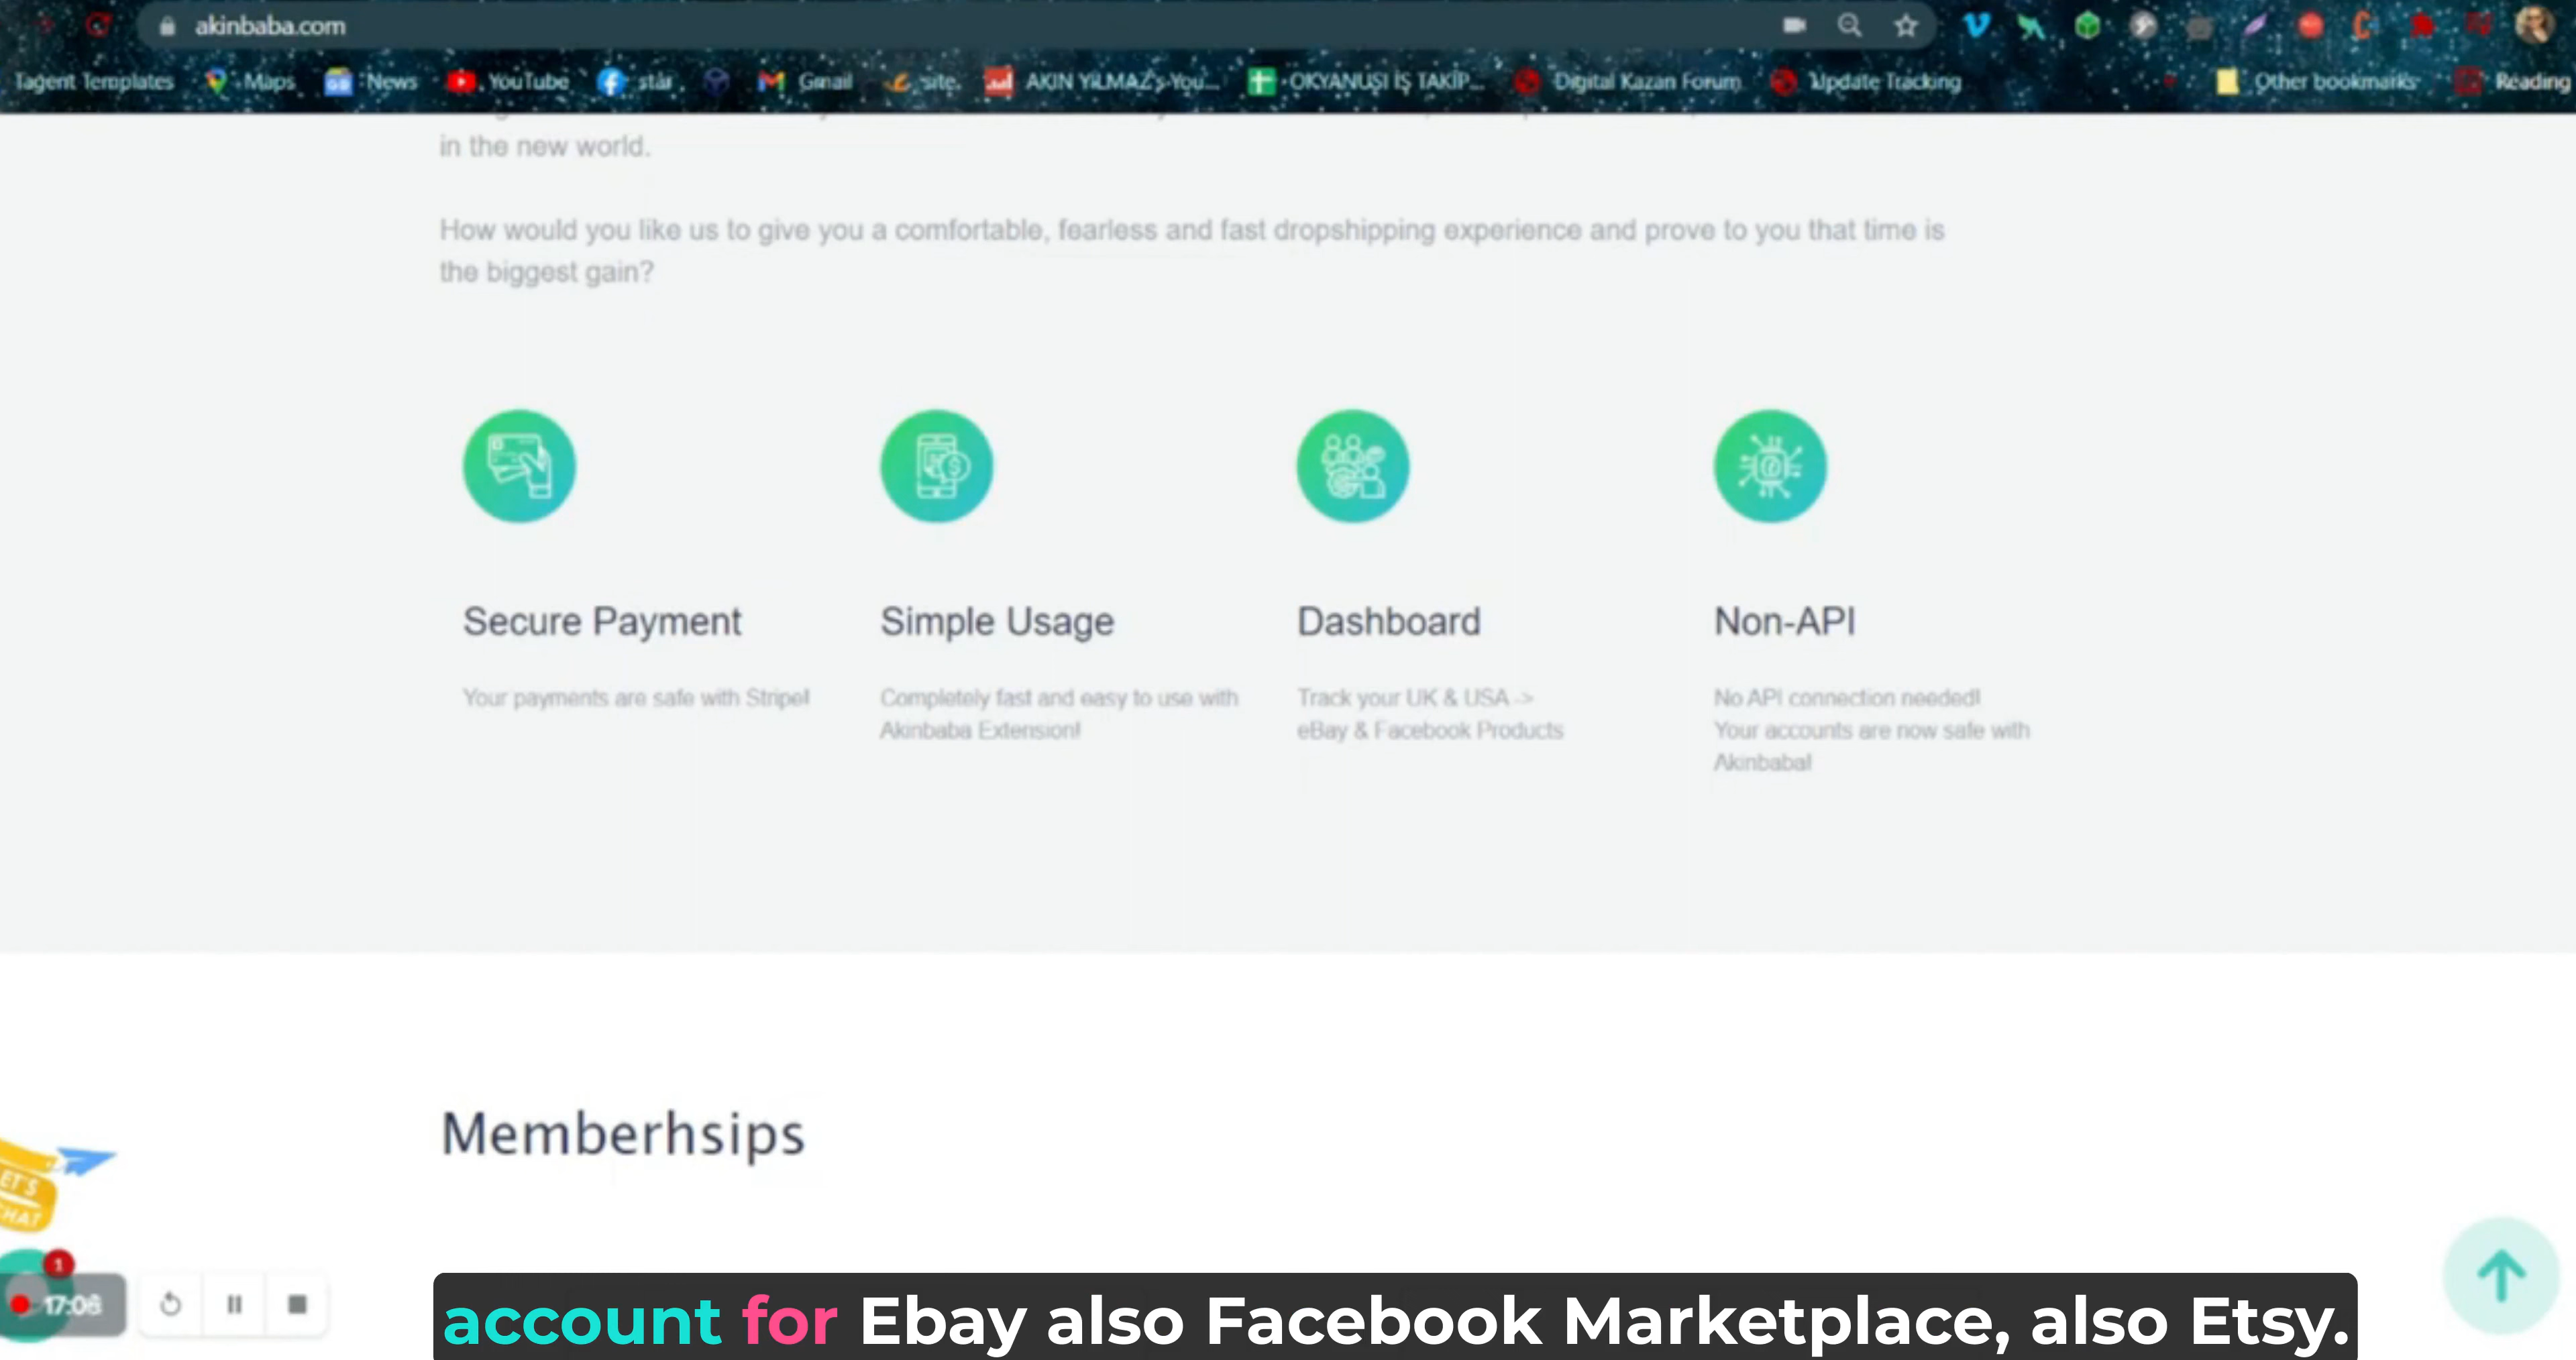 akinbaba.com
Tagent Templates Maps News YouTube star Gmail site. AKIN YILMAZ's-You... OKYANUSI İŞ TAKİP... Digital Kazan Forum Update Tracking Other bookmarks Reading
in the new world.
How would you like us to give you a comfortable, fearless and fast dropshipping experience and prove to you that time is
the biggest gain?
Secure Payment
Your payments are safe with Stripe!
Simple Usage
Completely fast and easy to use with
Akinbaba Extension!
Dashboard
Track your UK & USA ->
eBay & Facebook Products
Non-API
No API connection needed!
Your accounts are now safe with
Akinbaba!
Memberhsips
ET'S
HAT
1
account for Ebay also Facebook Marketplace, also Etsy.